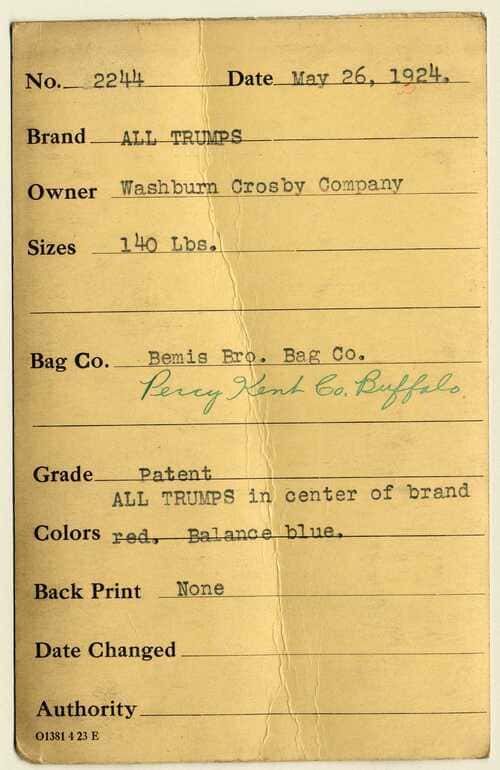 No. 2244 Date May 26, 1924.
Brand ALL TRUMPS
Owner Washburn Crosby Company
Sizes 140 Lbs.
Bag Co. Bemis Bro. Bag Co.
Percy Kent Co. Buffalo
Grade Patent
ALL TRUMPS in center of brand
Colors red. Balance blue.
Back Print None
Date Changed
Authority
O1381 4 23 E